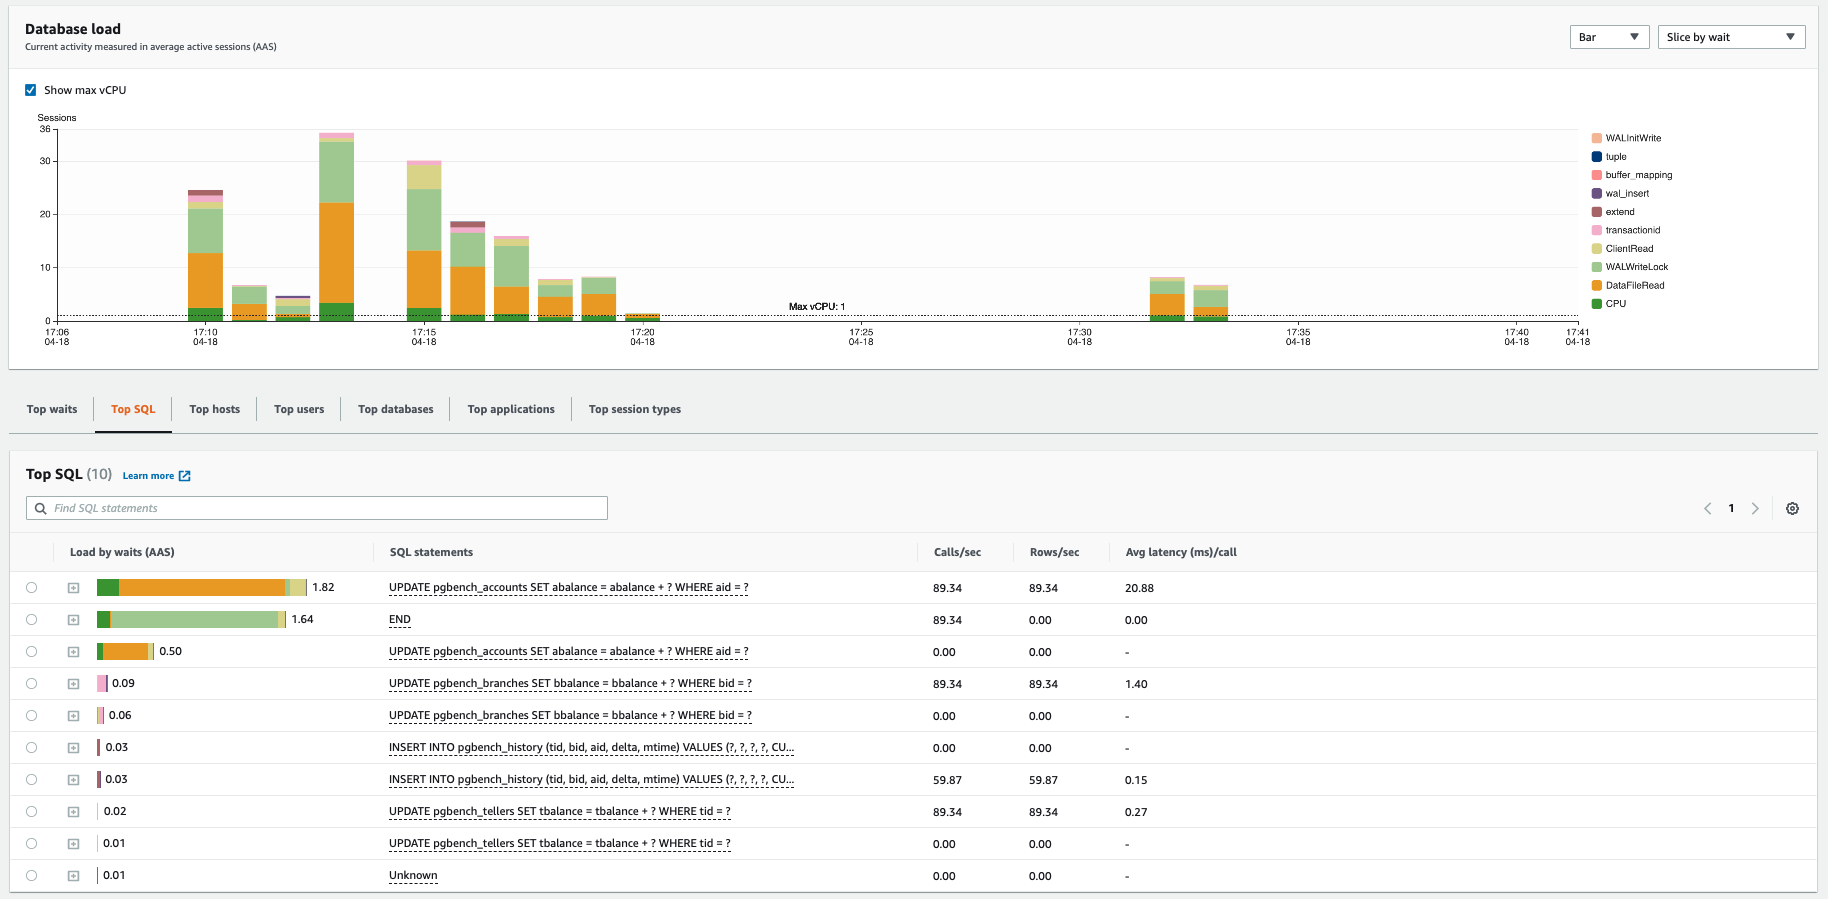 Database load
Current activity measured in average active sessions (AAS)
Bar
Slice by wait
Show max vCPU
Sessions
36
30
20
10
0
Max vCPU: 1
17:06 17:10 17:15 17:20 17:25 17:30 17:35 17:40 17:41
04-18 04-18 04-18 04-18 04-18 04-18 04-18 04-18 04-18
WALInitWrite
tuple
buffer_mapping
wal_insert
extend
transactionid
ClientRead
WALWriteLock
DataFileRead
CPU
Top waits Top SQL Top hosts Top users Top databases Top applications Top session types
Top SQL (10) Learn more
Find SQL statements
1
Load by waits (AAS) SQL statements Calls/sec Rows/sec Avg latency (ms)/call
1.82 UPDATE pgbench_accounts SET abalance = abalance + ? WHERE aid = ? 89.34 89.34 20.88
1.64 END 89.34 0.00 0.00
0.50 UPDATE pgbench_accounts SET abalance = abalance + ? WHERE aid = ? 0.00 0.00 -
0.09 UPDATE pgbench_branches SET bbalance = bbalance + ? WHERE bid = ? 89.34 89.34 1.40
0.06 UPDATE pgbench_branches SET bbalance = bbalance + ? WHERE bid = ? 0.00 0.00 -
0.03 INSERT INTO pgbench_history (tid, bid, aid, delta, mtime) VALUES (?, ?, ?, ?, CU... 0.00 0.00 -
0.03 INSERT INTO pgbench_history (tid, bid, aid, delta, mtime) VALUES (?, ?, ?, ?, CU... 59.87 59.87 0.15
0.02 UPDATE pgbench_tellers SET tbalance = tbalance + ? WHERE tid = ? 89.34 89.34 0.27
0.01 UPDATE pgbench_tellers SET tbalance = tbalance + ? WHERE tid = ? 0.00 0.00 -
0.01 Unknown 0.00 0.00 -